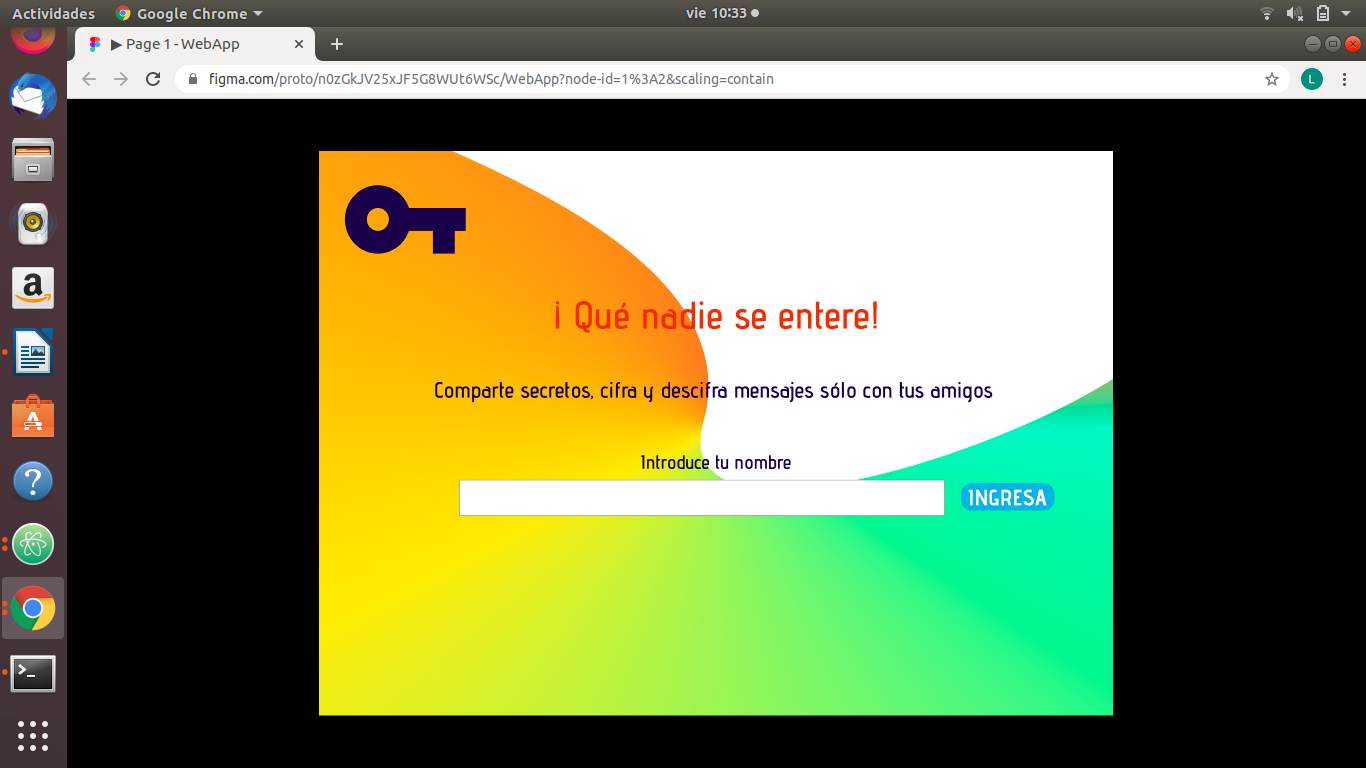 Actividades
Google Chrome
vie 10:33
▶ Page 1 - WebApp
figma.com/proto/n0zGkJV25xJF5G8WUt6WSc/WebApp?node-id=1%3A2&scaling=contain
L
¡ Qué nadie se entere!
Comparte secretos, cifra y descifra mensajes sólo con tus amigos
Introduce tu nombre
INGRESA